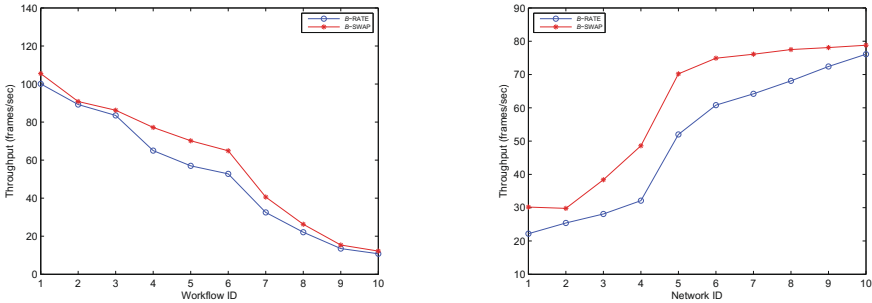 140
120
100
80
60
40
20
0
Throughput (frames/sec)
B-RATE
B-SWAP
1 2 3 4 5 6 7 8 9 10
Workflow ID
90
80
70
60
50
40
30
20
10
Throughput (frames/sec)
B-RATE
B-SWAP
1 2 3 4 5 6 7 8 9 10
Network ID